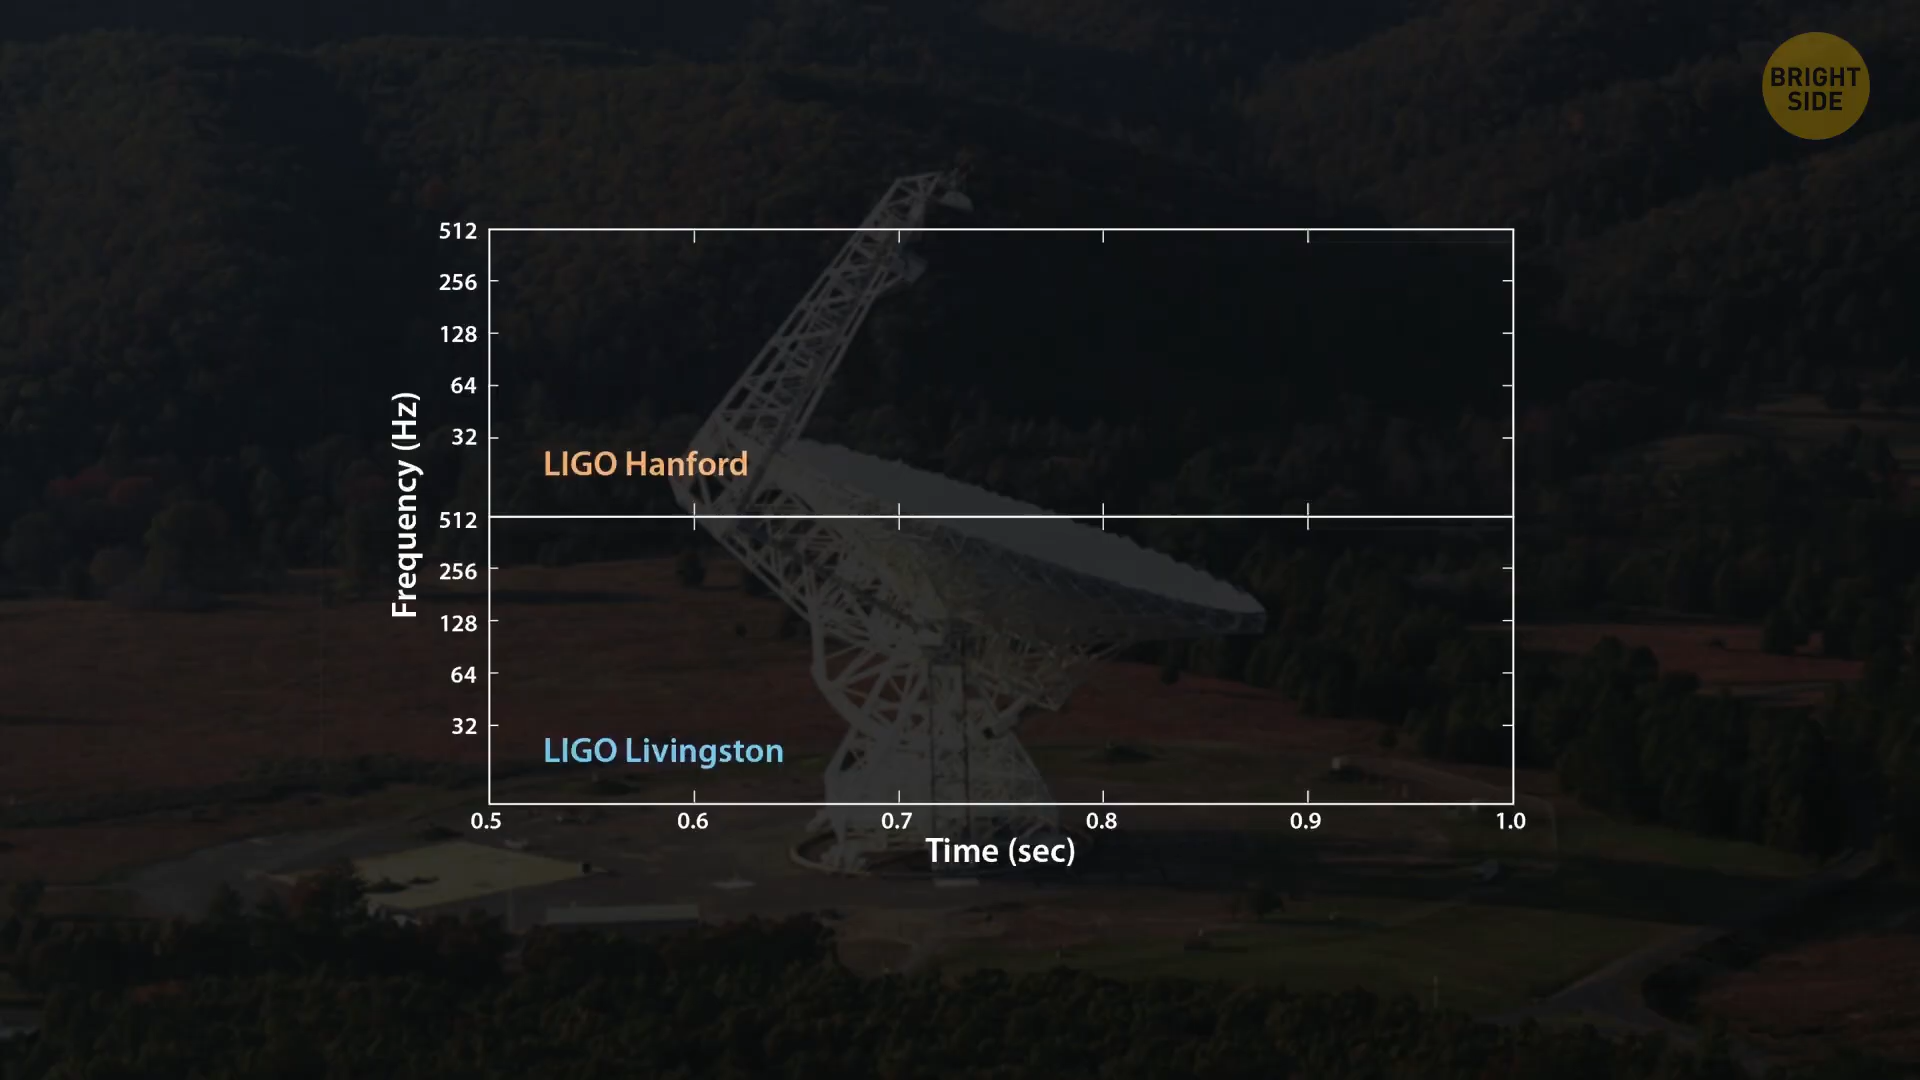 BRIGHT
SIDE
Frequency (Hz)
512
256
128
64
32
LIGO Hanford
512
256
128
64
32
LIGO Livingston
0.5 0.6 0.7 0.8 0.9 1.0
Time (sec)